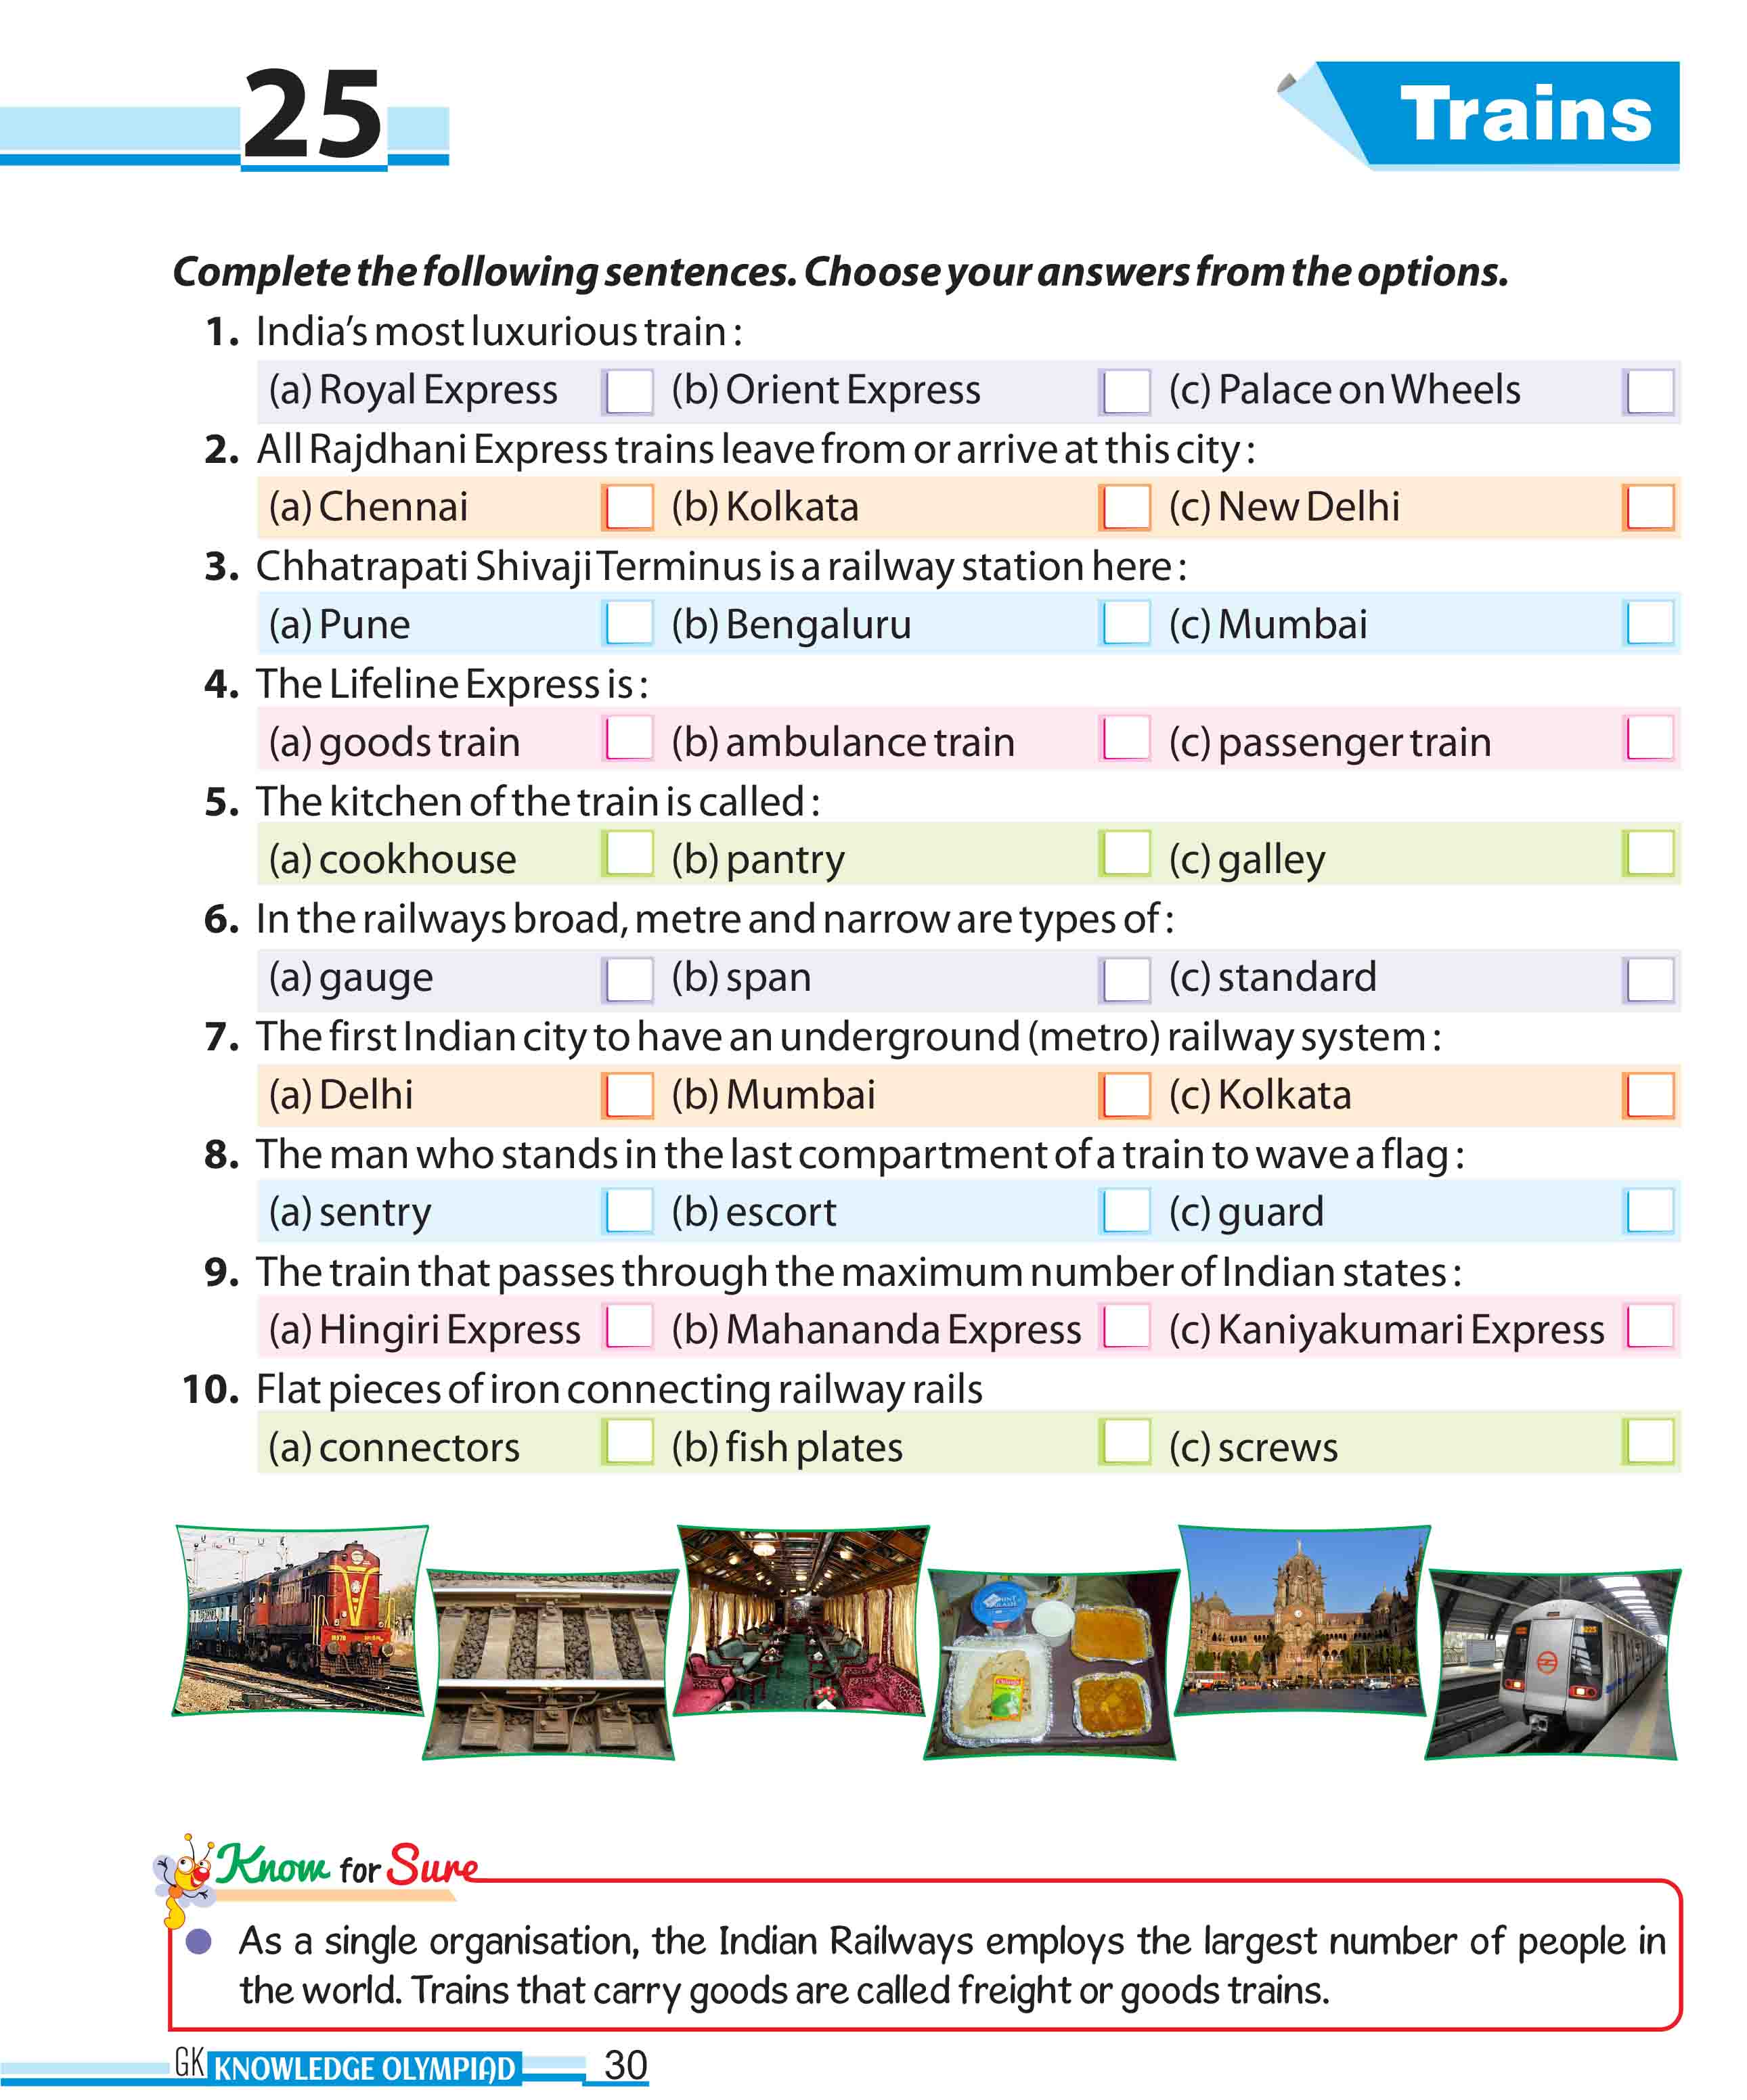 25
Trains
Complete the following sentences. Choose your answers from the options.
1. India's most luxurious train :
(a) Royal Express (b) Orient Express (c) Palace on Wheels
2. All Rajdhani Express trains leave from or arrive at this city :
(a) Chennai (b) Kolkata (c) New Delhi
3. Chhatrapati Shivaji Terminus is a railway station here :
(a) Pune (b) Bengaluru (c) Mumbai
4. The Lifeline Express is :
(a) goods train (b) ambulance train (c) passenger train
5. The kitchen of the train is called :
(a) cookhouse (b) pantry (c) galley
6. In the railways broad, metre and narrow are types of :
(a) gauge (b) span (c) standard
7. The first Indian city to have an underground (metro) railway system :
(a) Delhi (b) Mumbai (c) Kolkata
8. The man who stands in the last compartment of a train to wave a flag :
(a) sentry (b) escort (c) guard
9. The train that passes through the maximum number of Indian states :
(a) Hingiri Express (b) Mahananda Express (c) Kaniyakumari Express
10. Flat pieces of iron connecting railway rails
(a) connectors (b) fish plates (c) screws
Know for Sure
As a single organisation, the Indian Railways employs the largest number of people in
the world. Trains that carry goods are called freight or goods trains.
GK KNOWLEDGE OLYMPIAD 30